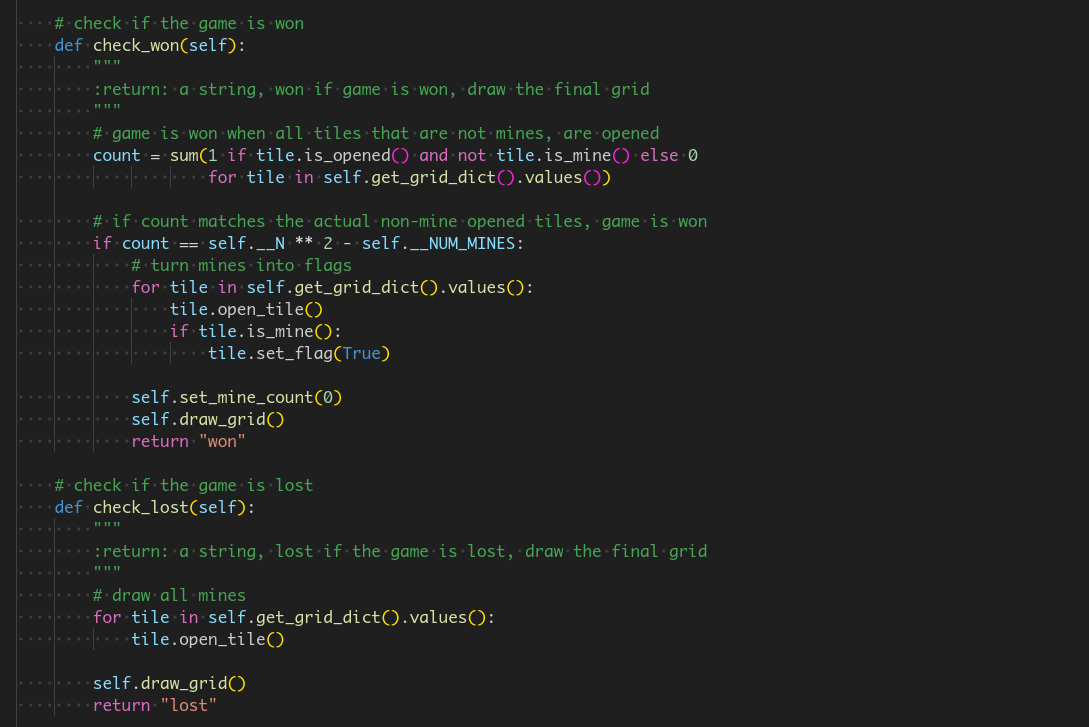 # check if the game is won
    def check_won(self):
        """
        :return: a string, won if game is won, draw the final grid
        """
        # game is won when all tiles that are not mines, are opened
        count = sum(1 if tile.is_opened() and not tile.is_mine() else 0
                    for tile in self.get_grid_dict().values())

        # if count matches the actual non-mine opened tiles, game is won
        if count == self.__N ** 2 - self.__NUM_MINES:
            # turn mines into flags
            for tile in self.get_grid_dict().values():
                tile.open_tile()
                if tile.is_mine():
                    tile.set_flag(True)

            self.set_mine_count(0)
            self.draw_grid()
            return "won"

    # check if the game is lost
    def check_lost(self):
        """
        :return: a string, lost if the game is lost, draw the final grid
        """
        # draw all mines
        for tile in self.get_grid_dict().values():
            tile.open_tile()

        self.draw_grid()
        return "lost"